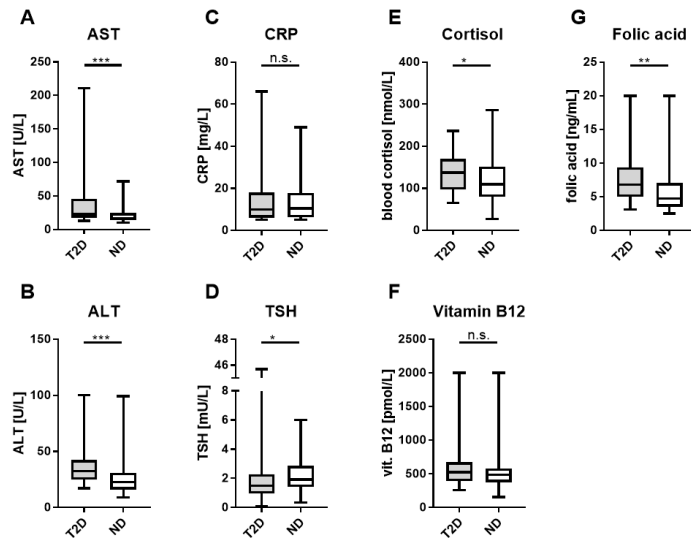 A
AST
AST [U/L]
250
200
150
100
50
0
***
T2D
ND
C
CRP
CRP [mg/L]
80
60
40
20
0
n.s.
T2D
ND
E
Cortisol
blood cortisol [nmol/L]
400
300
200
100
0
*
T2D
ND
G
Folic acid
folic acid [ng/mL]
25
20
15
10
5
0
**
T2D
ND
B
ALT
ALT [U/L]
150
100
50
0
***
T2D
ND
D
TSH
TSH [mU/L]
48
46
8
6
4
2
0
*
T2D
ND
F
Vitamin B12
vit. B12 [pmol/L]
2500
2000
1500
1000
500
0
n.s.
T2D
ND